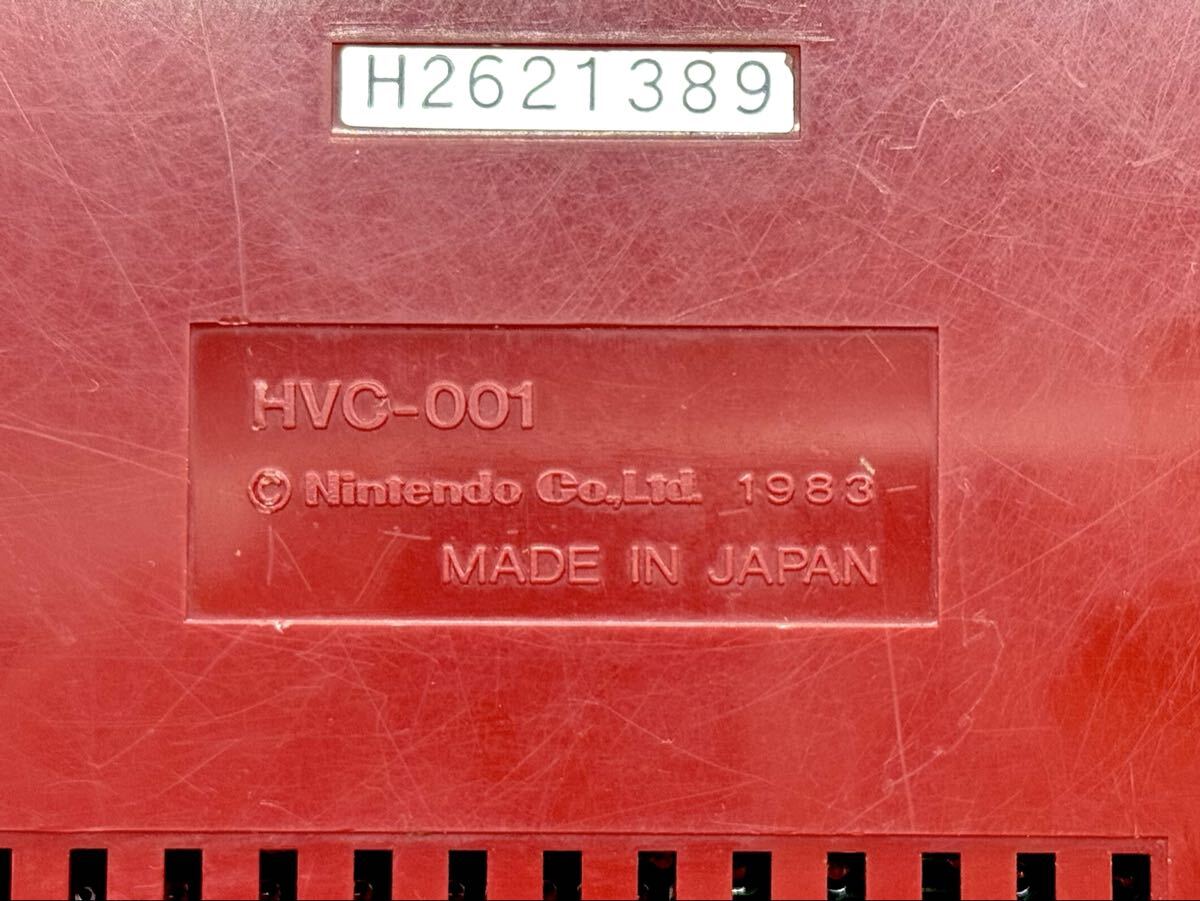 H2621389
HVC-001
© Nintendo Co.,Ltd. 1983
MADE IN JAPAN